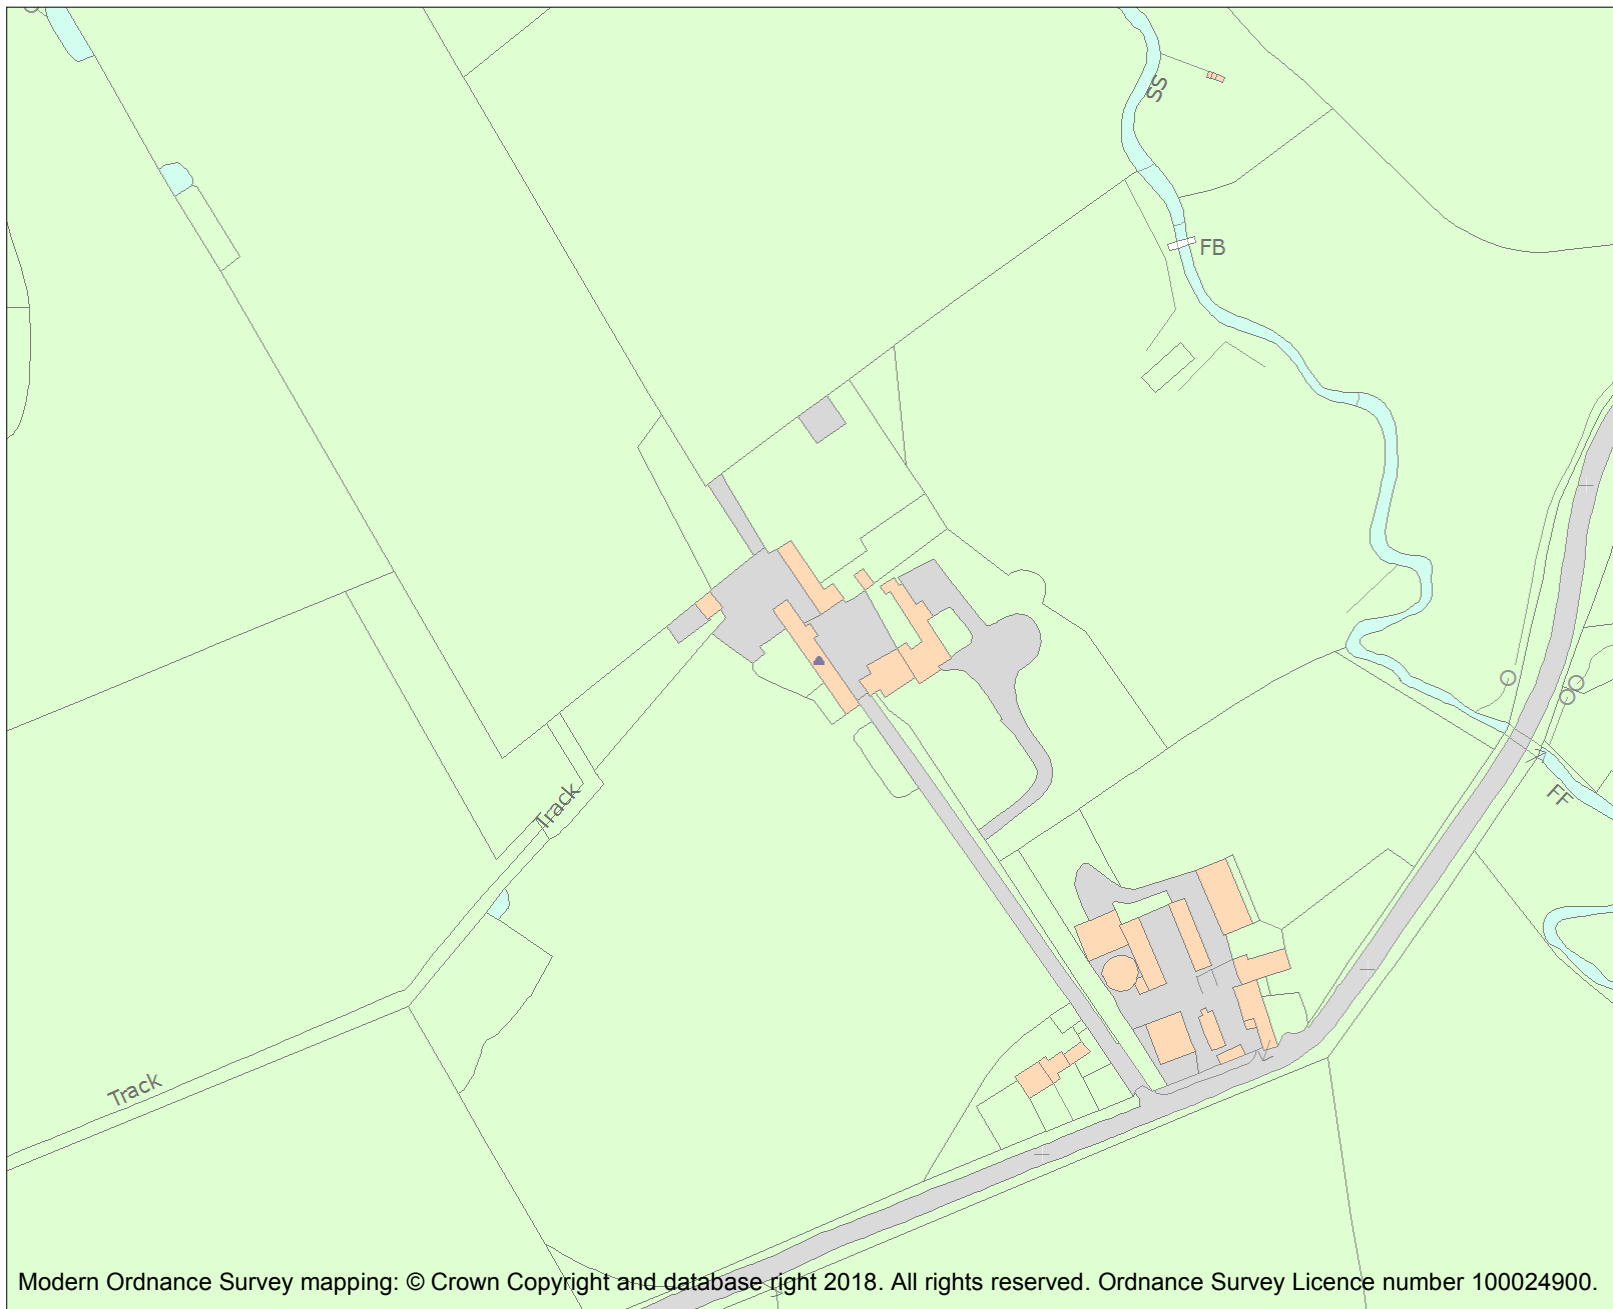 SS
FB
Track
FF
Track
Modern Ordnance Survey mapping: © Crown Copyright and database right 2018. All rights reserved. Ordnance Survey Licence number 100024900.